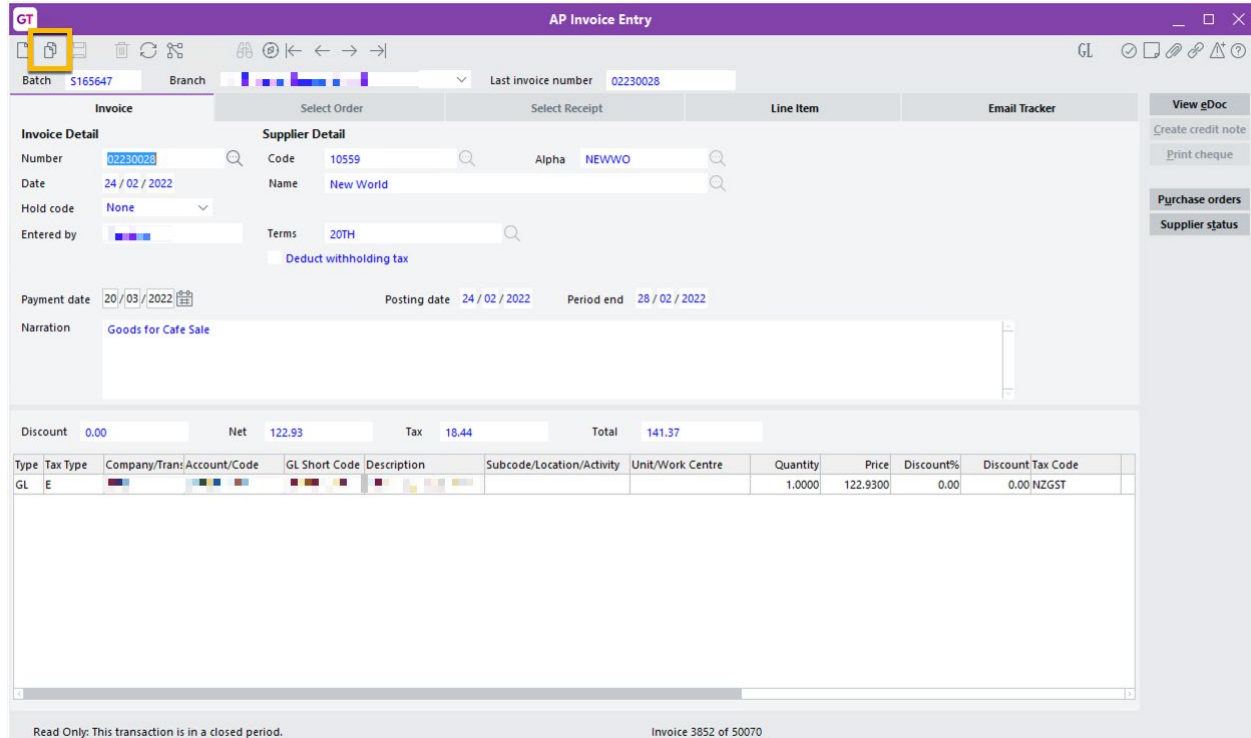 GT AP Invoice Entry
GL
Batch S165647 Branch Last invoice number 02230028
Invoice Select Order Select Receipt Line Item Email Tracker View eDoc
Invoice Detail Supplier Detail Create credit note
Number 02230028 Code 10559 Alpha NEWWO Print cheque
Date 24 / 02 / 2022 Name New World
Hold code None Purchase orders
Entered by Terms 20TH Supplier status
Deduct withholding tax
Payment date 20 / 03 / 2022 Posting date 24 / 02 / 2022 Period end 28 / 02 / 2022
Narration Goods for Cafe Sale
Discount 0.00 Net 122.93 Tax 18.44 Total 141.37
Type Tax Type Company/Trans Account/Code GL Short Code Description Subcode/Location/Activity Unit/Work Centre Quantity Price Discount% Discount Tax Code
GL E 1.0000 122.9300 0.00 0.00 NZGST
Read Only: This transaction is in a closed period. Invoice 3852 of 50070